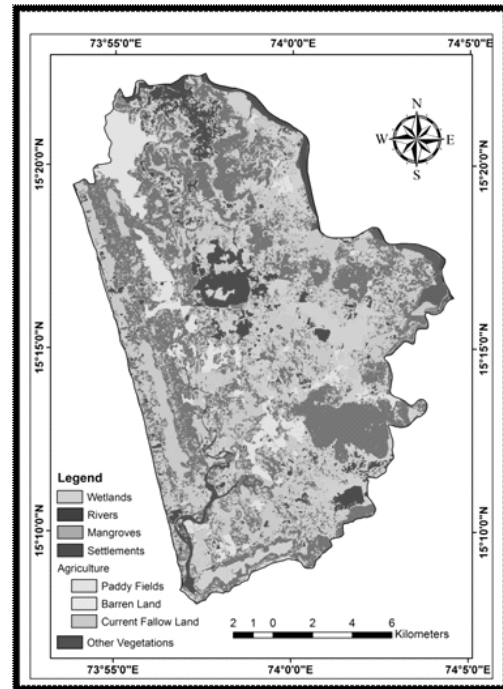 73°55'0"E 74°0'0"E 74°5'0"E
N
W E
S
15°20'0"N 15°20'0"N
15°15'0"N 15°15'0"N
15°10'0"N 15°10'0"N
Legend
Wetlands
Rivers
Mangroves
Settlements
Agriculture
Paddy Fields
Barren Land
Current Fallow Land
Other Vegetations
2 1 0 2 4 6
Kilometers
73°55'0"E 74°0'0"E 74°5'0"E